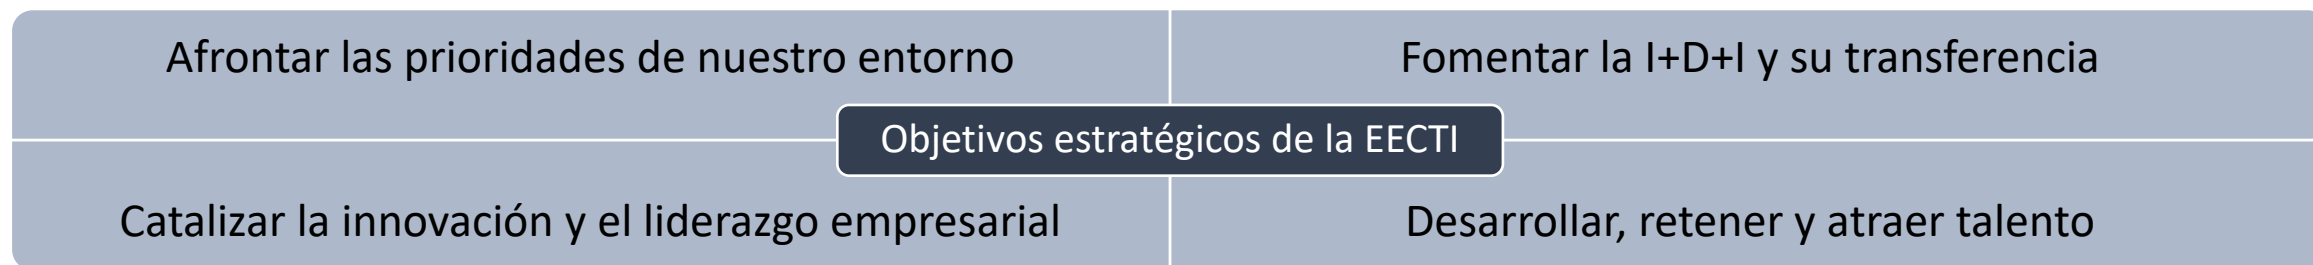 Afrontar las prioridades de nuestro entorno
Fomentar la I+D+I y su transferencia
Objetivos estratégicos de la EECTI
Catalizar la innovación y el liderazgo empresarial
Desarrollar, retener y atraer talento